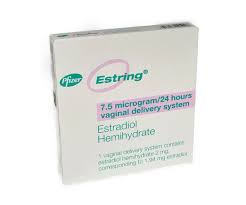 Pfizer
Estring®
7.5 microgram/24 hours
vaginal delivery system
Estradiol
Hemihydrate
1 vaginal delivery system contains
estradiol hemihydrate 2 mg,
corresponding to 1.94 mg estradiol